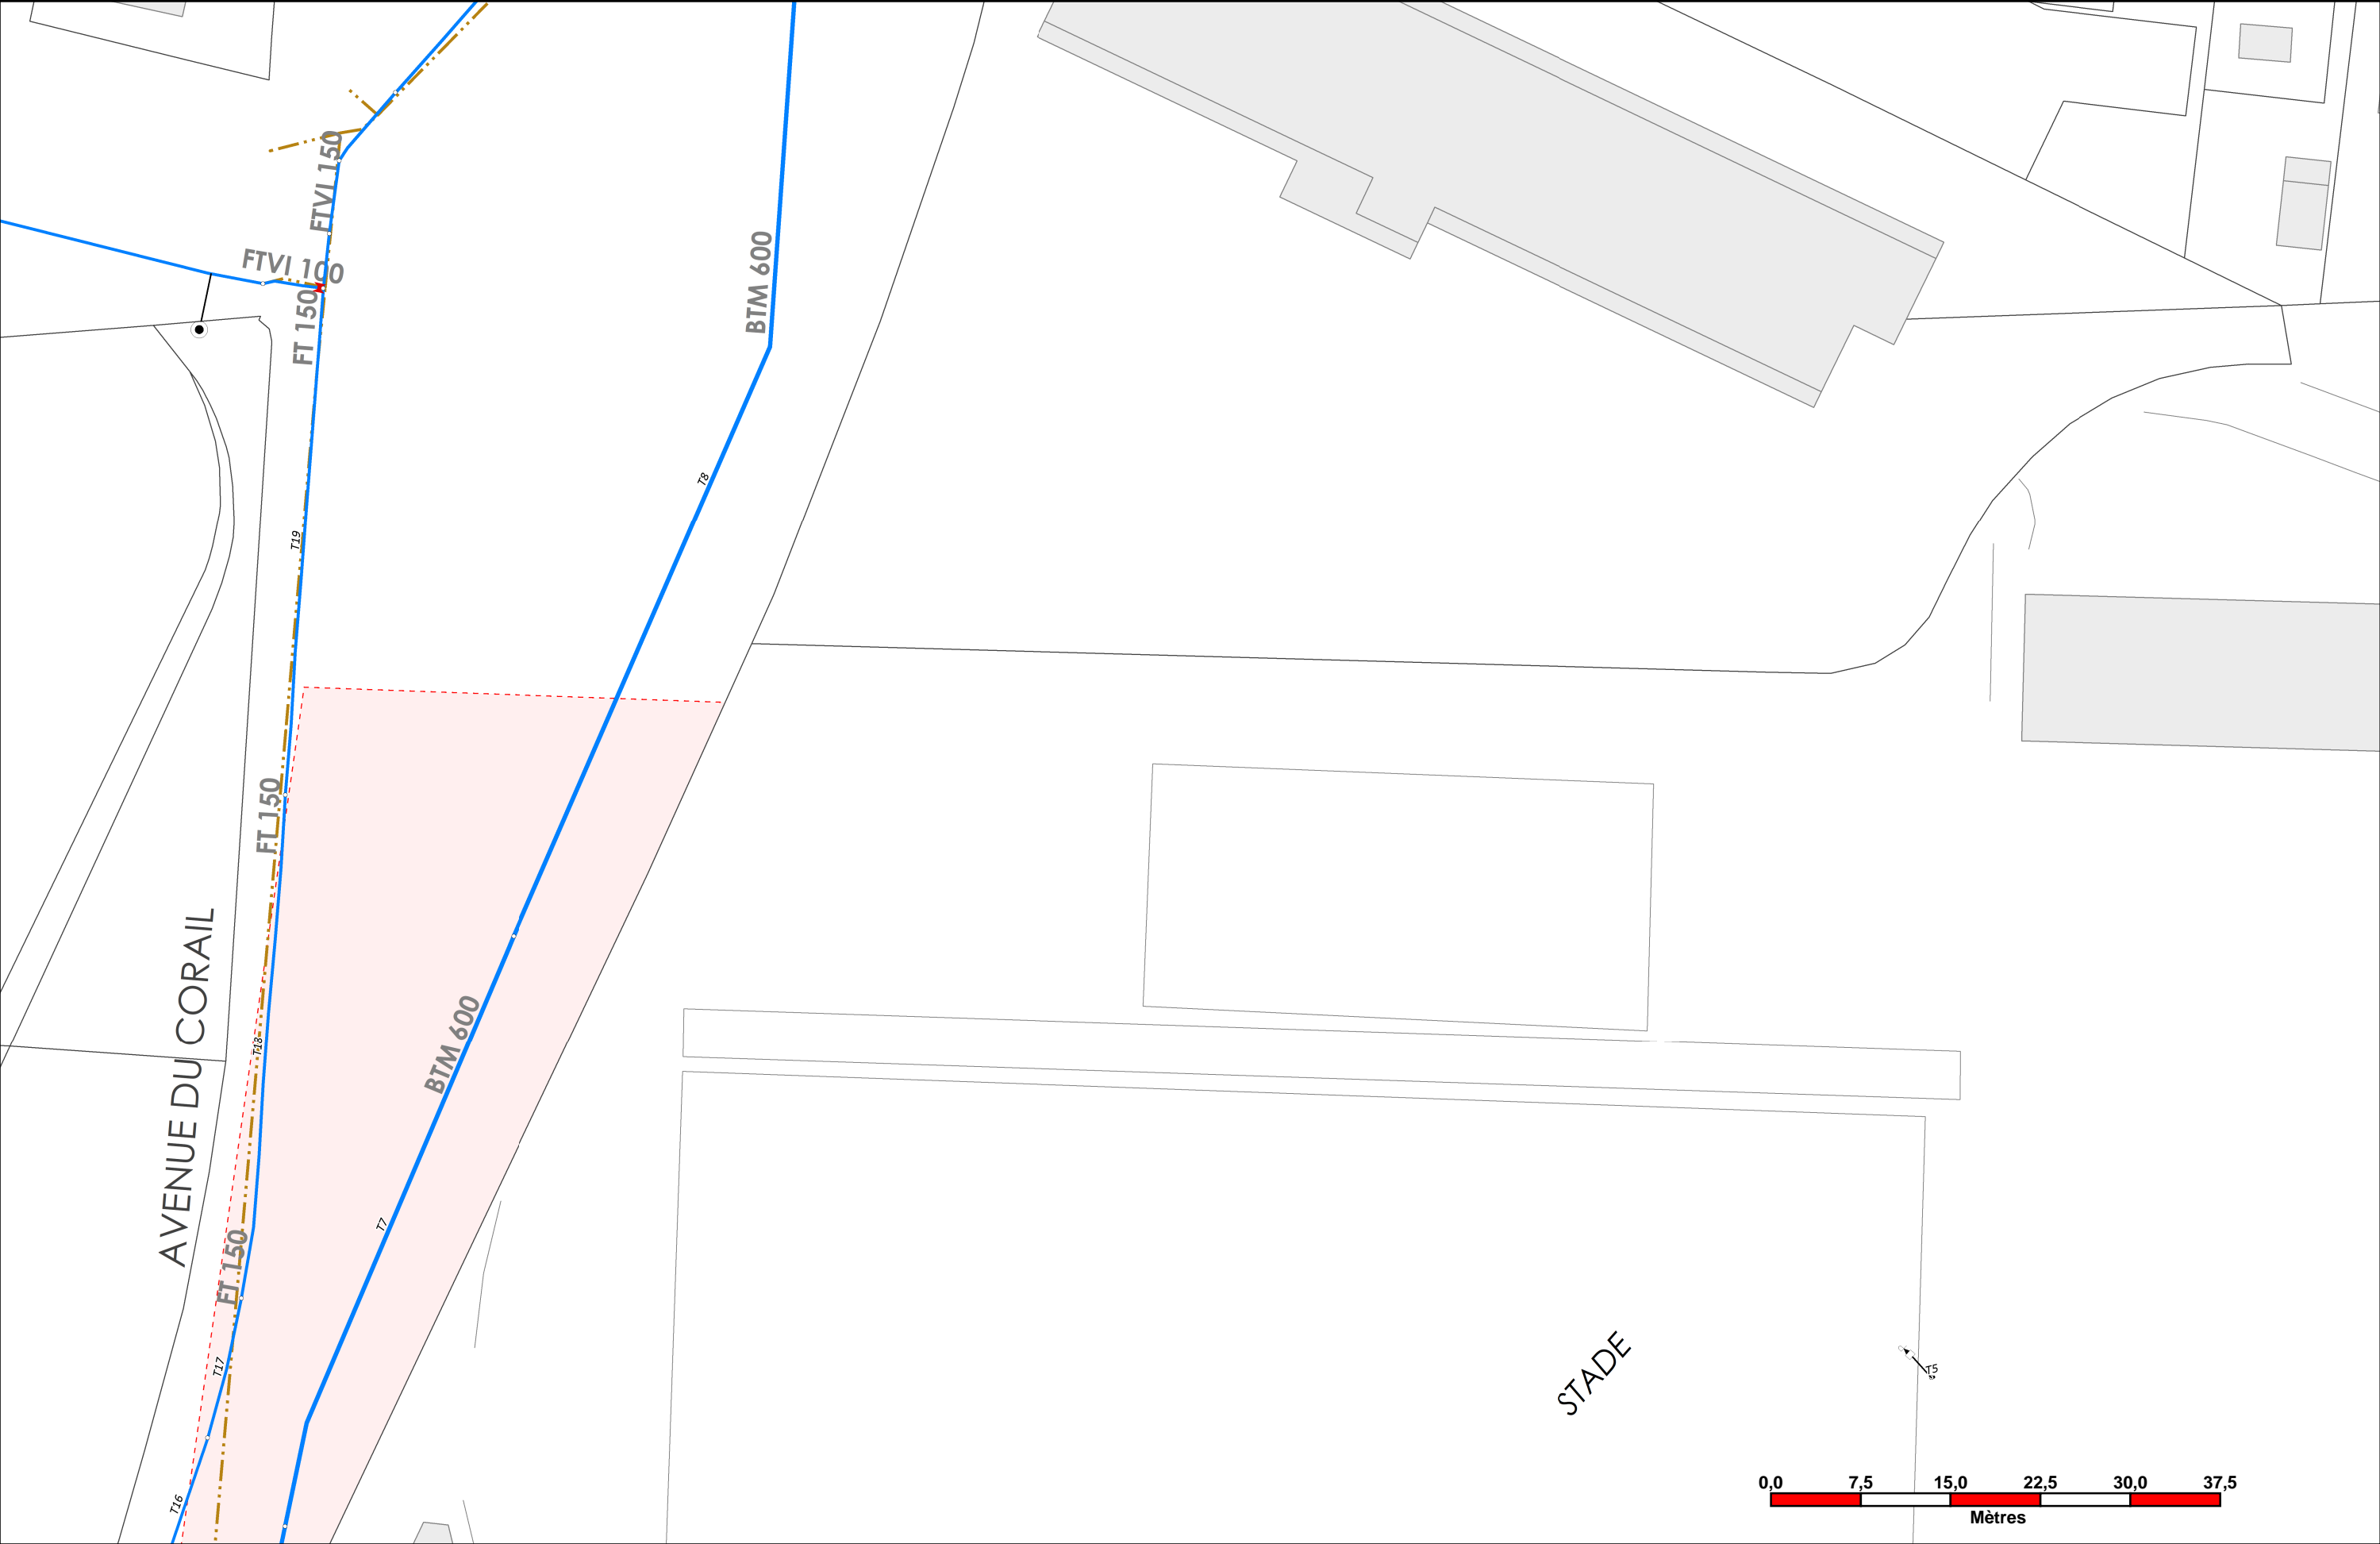 FTVI 150
FTVI 100
FT 150
BTM 600
T8
T19
FT 150
AVENUE DU CORAIL
T18
BTM 600
T7
FT 150
T17
STADE
T5
T16
0,0 7,5 15,0 22,5 30,0 37,5
Mètres